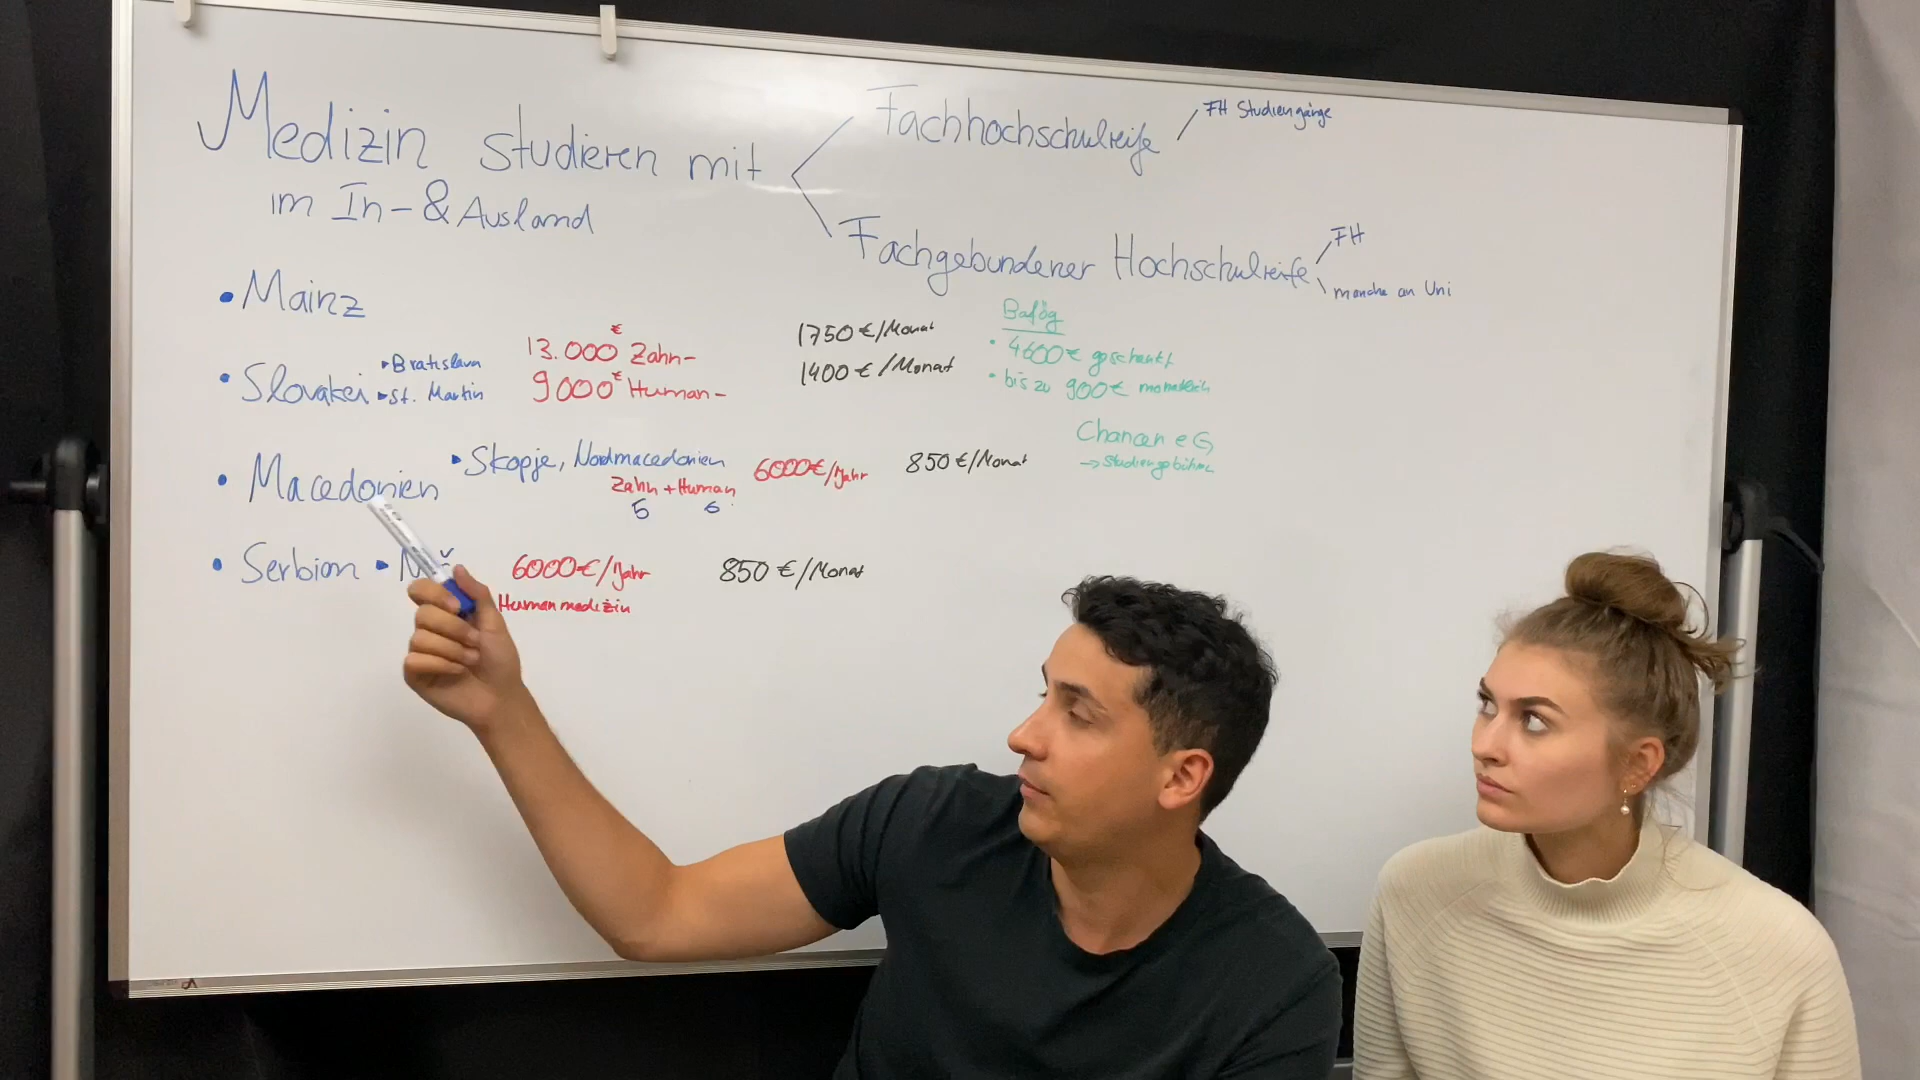 Medizin studieren mit
im In- & Ausland
Fachhochschulreife
FH Studiengänge
Fachgebundener Hochschulreife
FH
manche an Uni
• Mainz
• Slovakei
▸ Bratislava
▸ St. Martin
13.000 € Zahn-
9000 € Human-
1750 €/Monat
1400 €/Monat
Bafög
• 4600 € geschenkt
• bis zu 900 € monatlich
• Macedonien
▸ Skopje, Nordmacedonien
Zahn + Human
5 6
6000 €/Jahr
850 €/Monat
Chancen eG
→ Studiengebühren
• Serbien
6000 €/Jahr
Humanmedizin
850 €/Monat